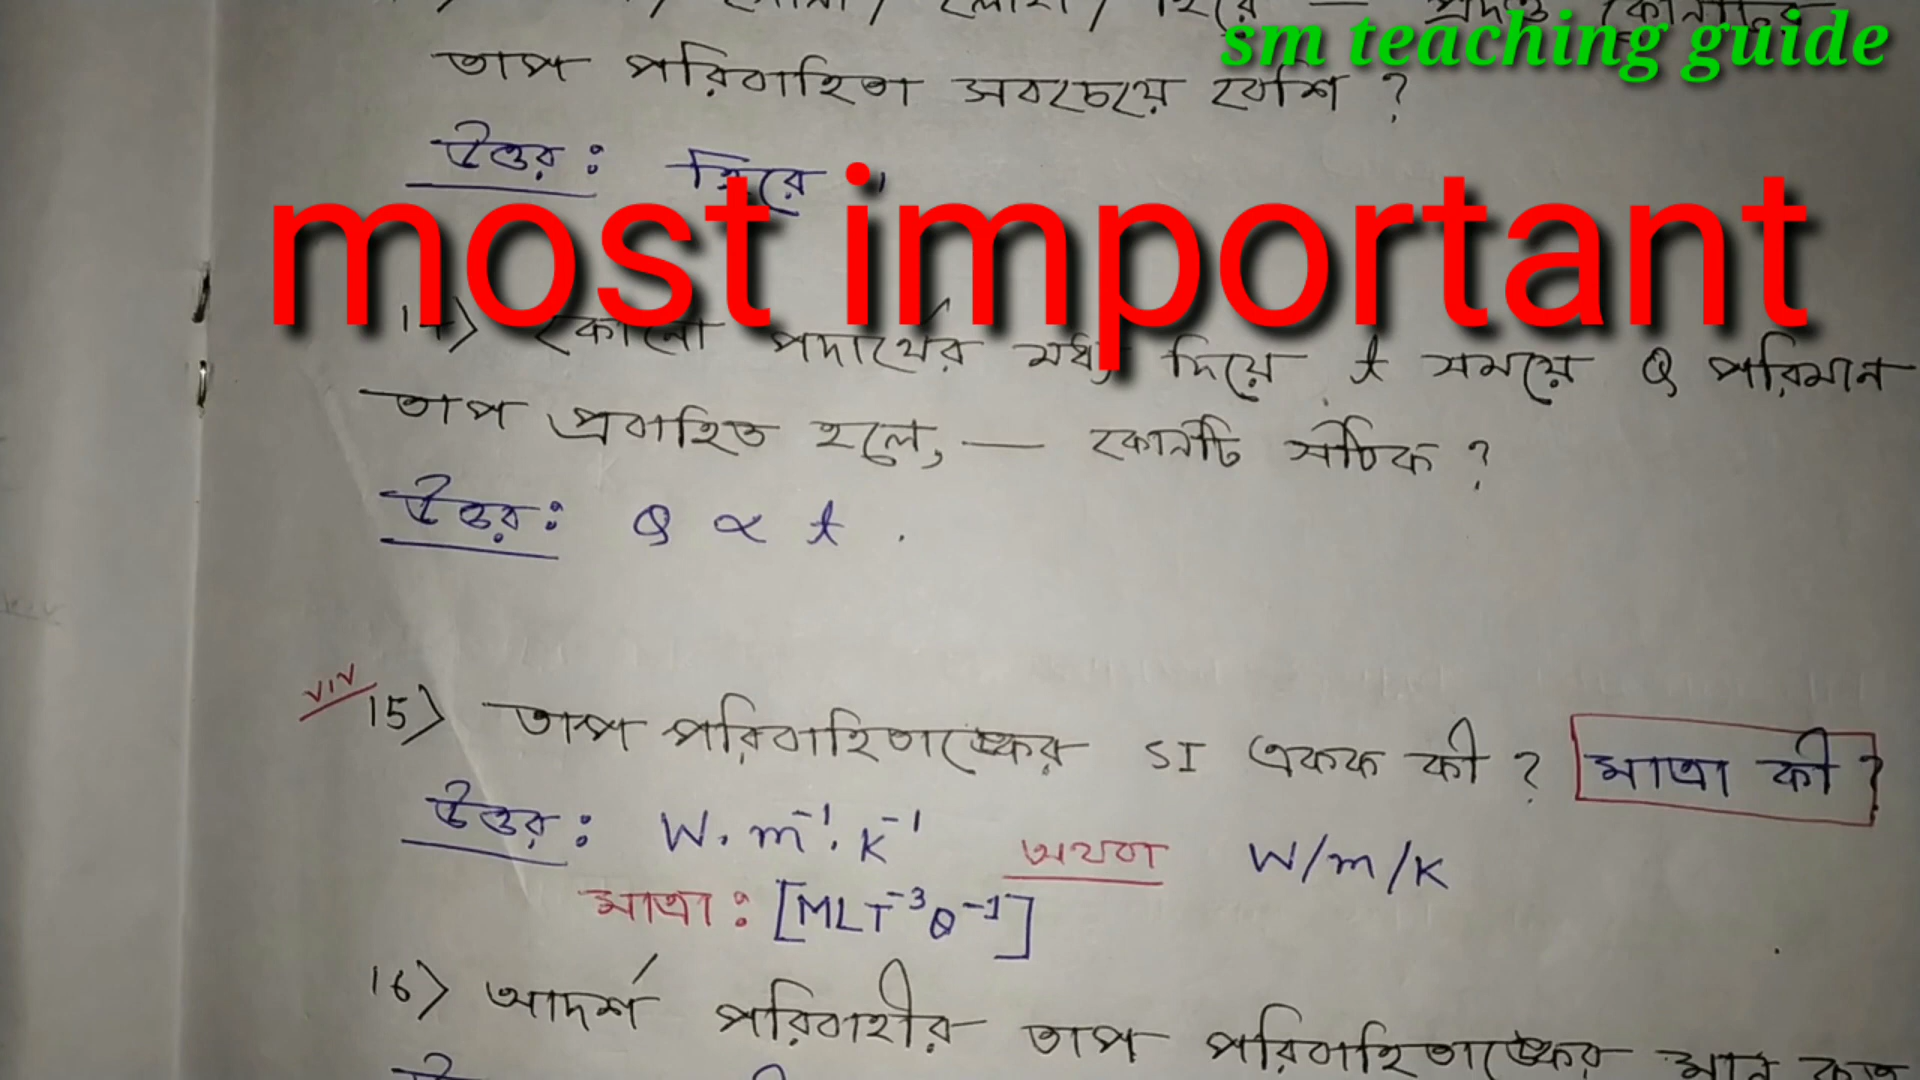 সোনা / লোহা / হিরে — প্রদত্ত কোনটির
sm teaching guide
তাপ পরিবাহিতা সবচেয়ে বেশি ?
উত্তর : হিরে ।
most important
14) কোনো পদার্থের মধ্য দিয়ে t সময়ে Q পরিমান
তাপ প্রবাহিত হলে, — কোনটি সঠিক ?
উত্তর : Q ∝ t .
VIV 15) তাপ পরিবাহিতাঙ্কের SI একক কী ? মাত্রা কী ?
উত্তর : W. m⁻¹. K⁻¹ অথবা W/m/K
মাত্রা : [MLT⁻³θ⁻¹]
16) আদর্শ পরিবাহীর তাপ পরিবাহিতাঙ্কের মান কত